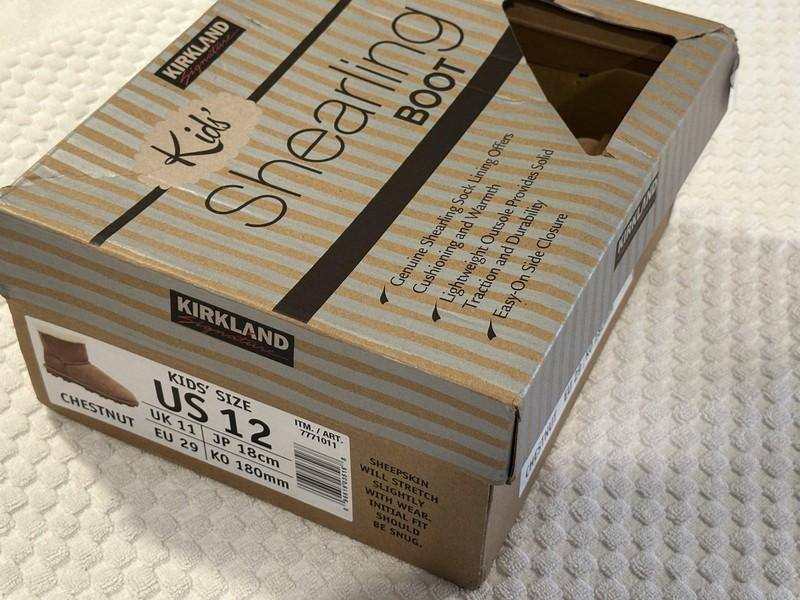 KIRKLAND
Signature
Kids'
Shearling
BOOT
Genuine Shearling Sock Lining Offers
Cushioning and Warmth
Lightweight Outsole Provides Solid
Traction and Durability
Easy-On Side Closure
KIRKLAND
KIRKLAND
Signature
CHESTNUT
KIDS' SIZE
US 12
UK 11 JP 18cm
EU 29 KO 180mm
ITM. / ART.
7771011
SHEEPSKIN
WILL STRETCH
SLIGHTLY
WITH WEAR.
INITIAL FIT
SHOULD
BE SNUG.
CHESTNUT